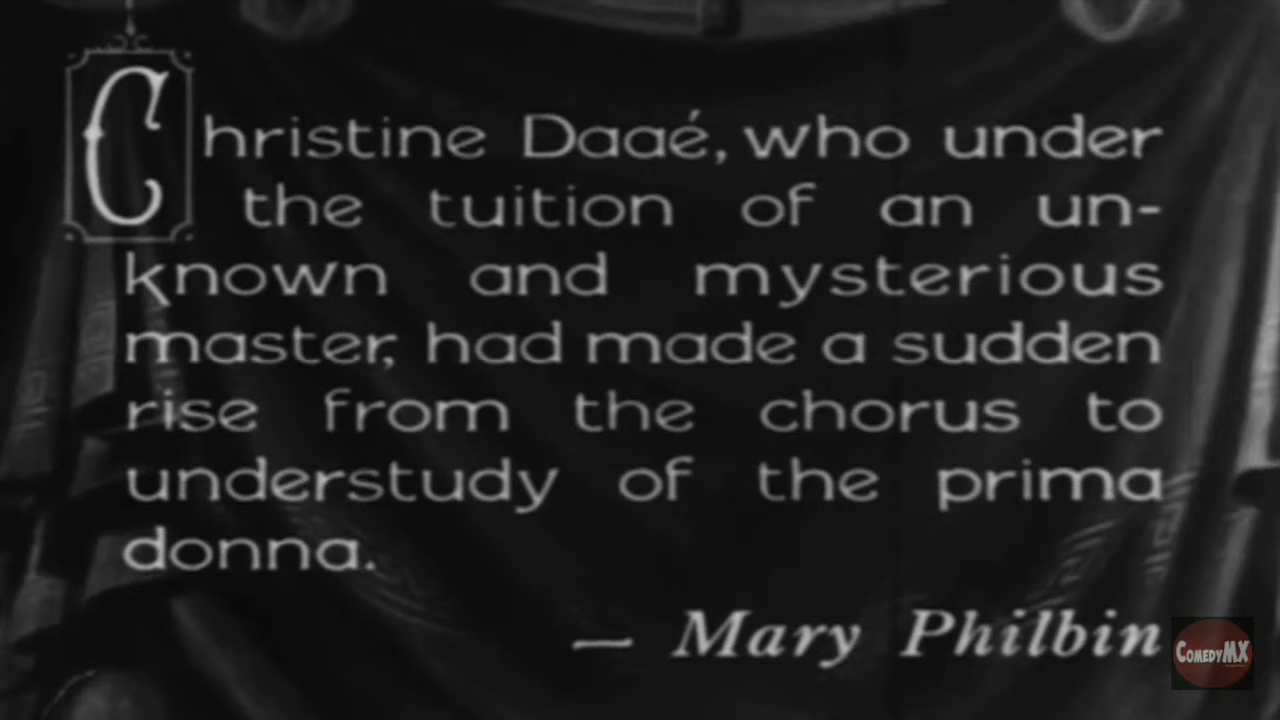 Christine Daaé, who under
the tuition of an un-
known and mysterious
master, had made a sudden
rise from the chorus to
understudy of the prima
donna.
— Mary Philbin
COMEDYMX